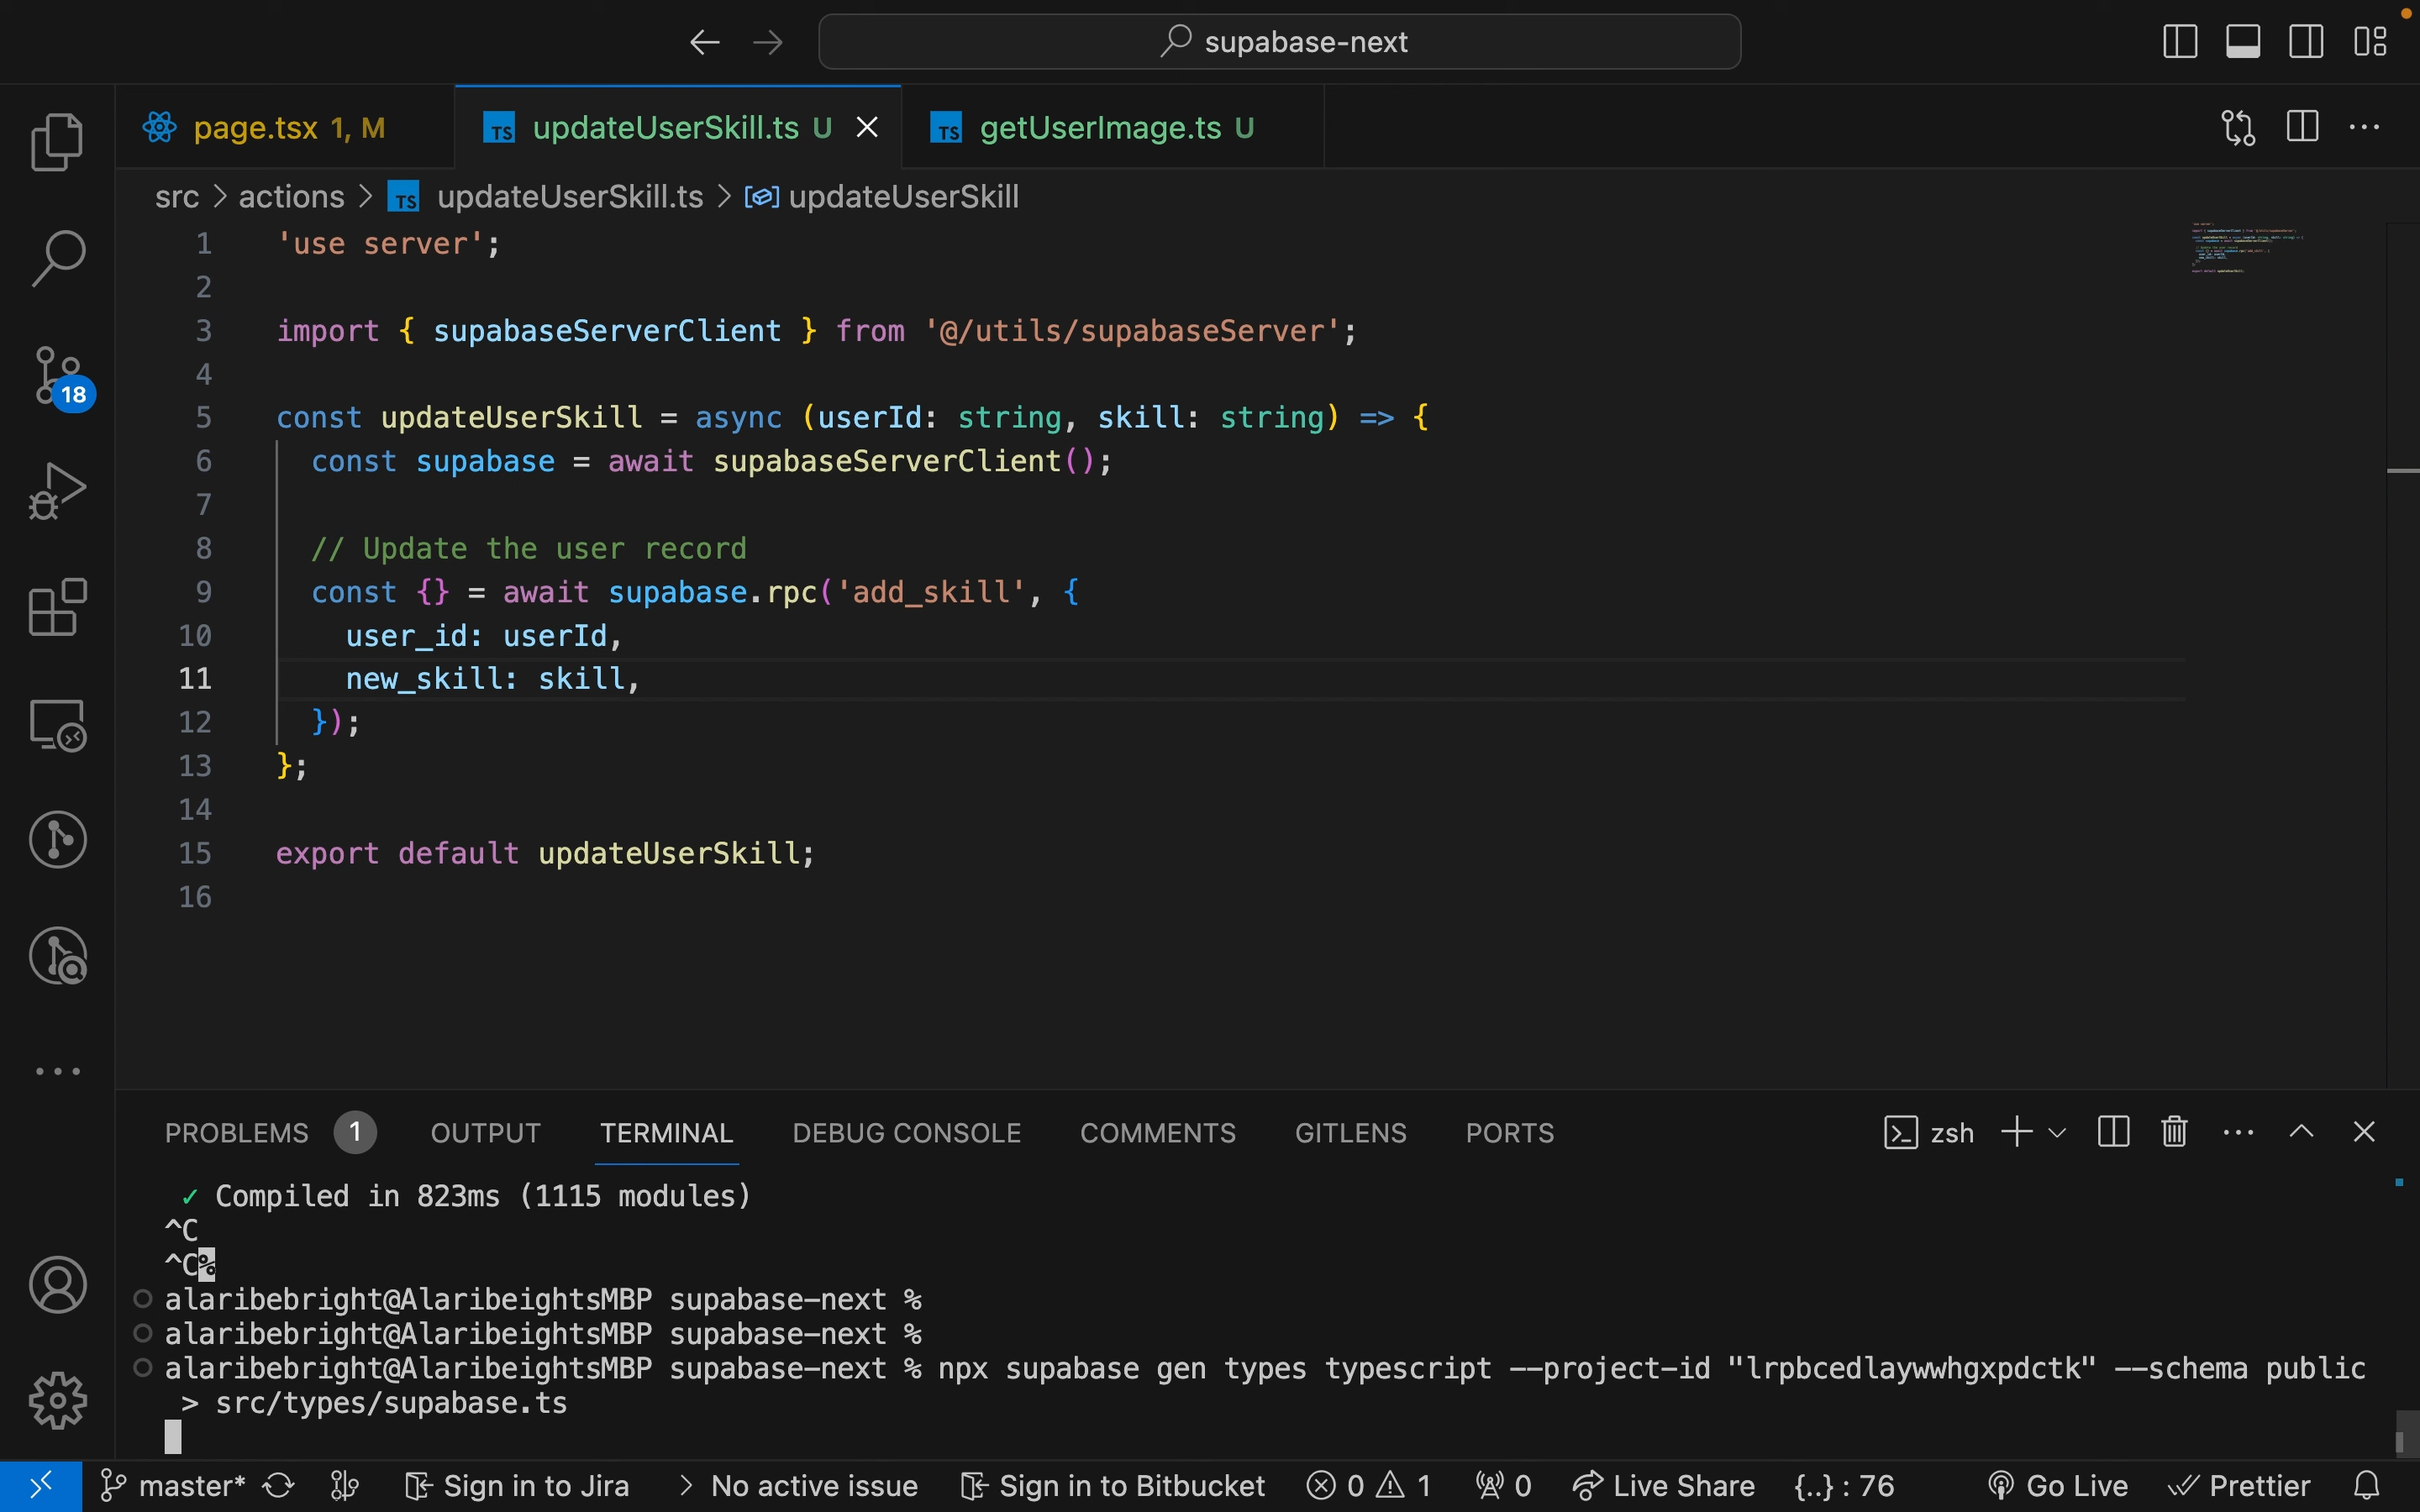 supabase-next
page.tsx 1, M
updateUserSkill.ts U
getUserImage.ts U
src > actions > TS updateUserSkill.ts > updateUserSkill
1 'use server';
2
3 import { supabaseServerClient } from '@/utils/supabaseServer';
4
5 const updateUserSkill = async (userId: string, skill: string) => {
6 const supabase = await supabaseServerClient();
7
8 // Update the user record
9 const {} = await supabase.rpc('add_skill', {
10 user_id: userId,
11 new_skill: skill,
12 });
13 };
14
15 export default updateUserSkill;
16
18
PROBLEMS 1 OUTPUT TERMINAL DEBUG CONSOLE COMMENTS GITLENS PORTS zsh
✓ Compiled in 823ms (1115 modules)
^C
^C%
alaribebright@AlaribeightsMBP supabase-next %
alaribebright@AlaribeightsMBP supabase-next %
alaribebright@AlaribeightsMBP supabase-next % npx supabase gen types typescript --project-id "lrpbcedlaywwhgxpdctk" --schema public
> src/types/supabase.ts
master* Sign in to Jira > No active issue Sign in to Bitbucket 0 1 0 Live Share {..} : 76 Go Live Prettier